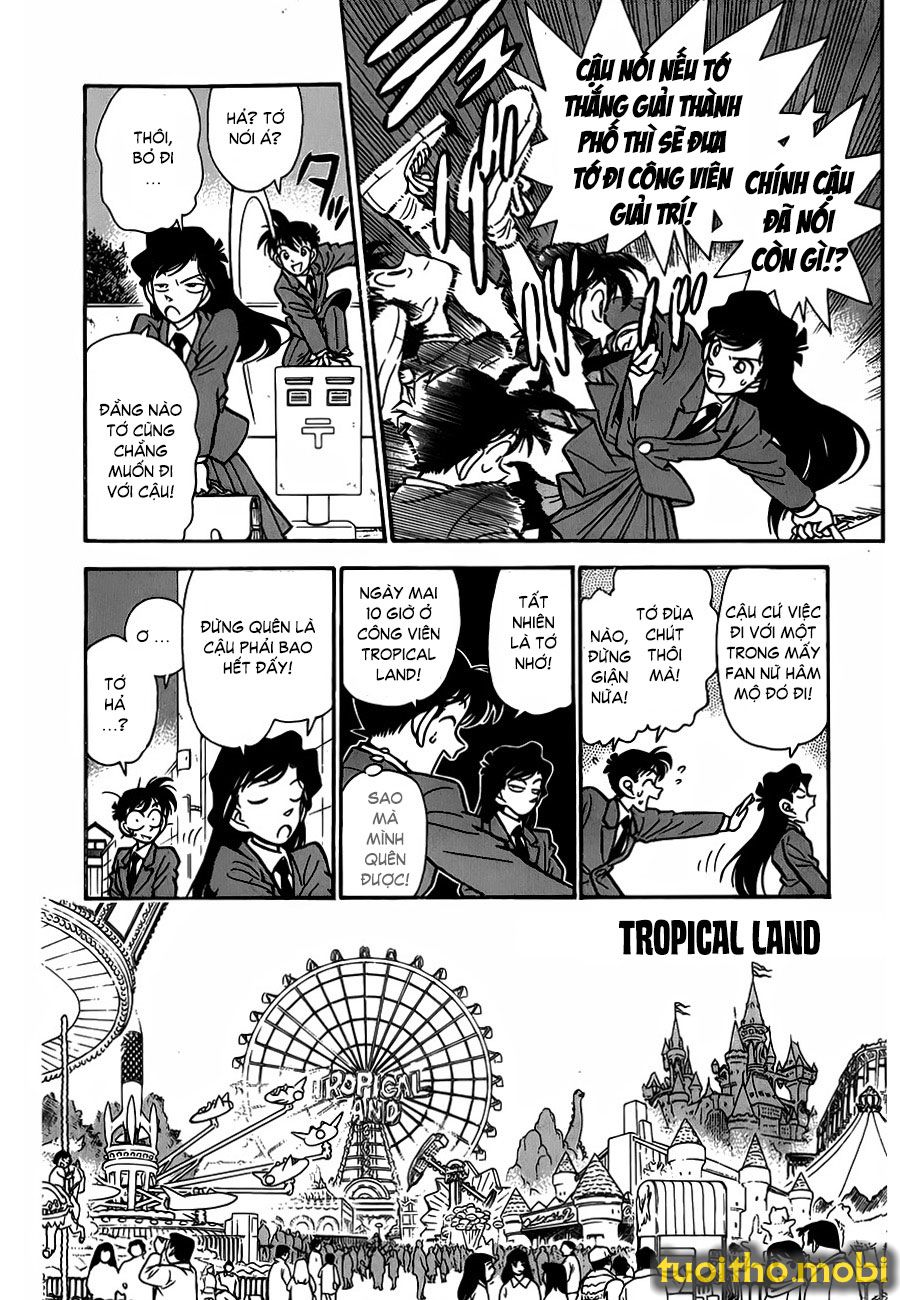 CẬU NÓI NẾU TỚ
THẮNG GIẢI THÀNH
PHỐ THÌ SẼ ĐƯA
TỚ ĐI CÔNG VIÊN
GIẢI TRÍ!
CHÍNH CẬU
ĐÃ NÓI
CÒN GÌ!?
HẢ? TỚ
NÓI Á?
THÔI,
BỎ ĐI
...
ĐẰNG NÀO
TỚ CŨNG
CHẲNG
MUỐN ĐI
VỚI CẬU!
CẬU CỨ VIỆC
ĐI VỚI MỘT
TRONG MẤY
FAN NỮ HÂM
MỘ ĐÓ ĐI!
TỚ ĐÙA
CHÚT
THÔI
MÀ!
NÀO,
ĐỪNG
GIẬN
NỮA!
TẤT
NHIÊN
LÀ TỚ
NHỚ!
NGÀY MAI
10 GIỜ Ở
CÔNG VIÊN
TROPICAL
LAND!
SAO
MÀ
MÌNH
QUÊN
ĐƯỢC!
ĐỪNG QUÊN LÀ
CẬU PHẢI BAO
HẾT ĐẤY!
Ơ ...
TỚ
HẢ
...?
TROPICAL LAND
TROPICAL
LAND
tuoitho.mobi